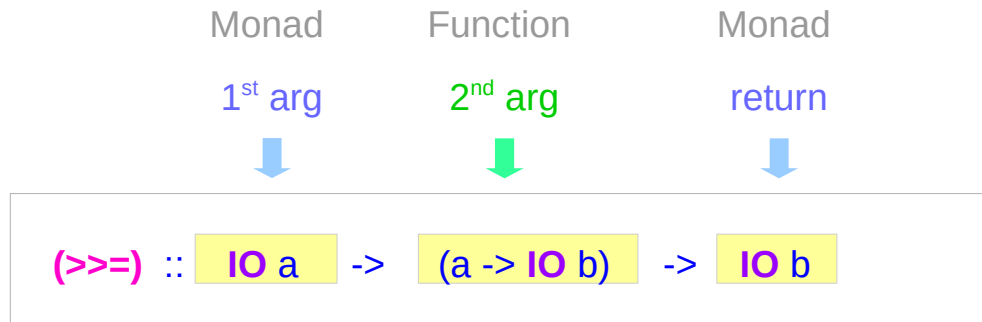 Monad Function Monad
1st arg 2nd arg return
(>>=) :: IO a -> (a -> IO b) -> IO b